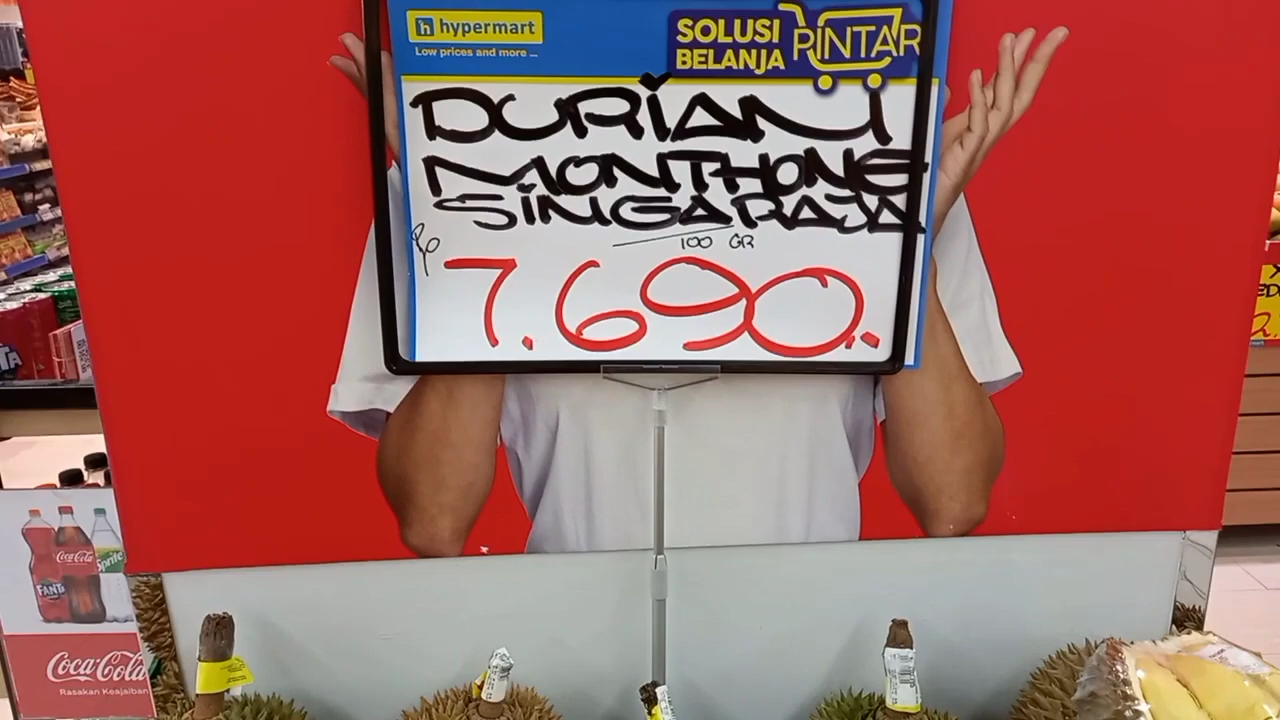 hypermart
Low prices and more ...
SOLUSI
BELANJA
PINTAR
DURIAN
MONTHONG
SINGARAJA
Rp
100 GR
7.690.
FANTA
Coca-Cola
Sprite
Coca-Cola
Rasakan Keajaiban